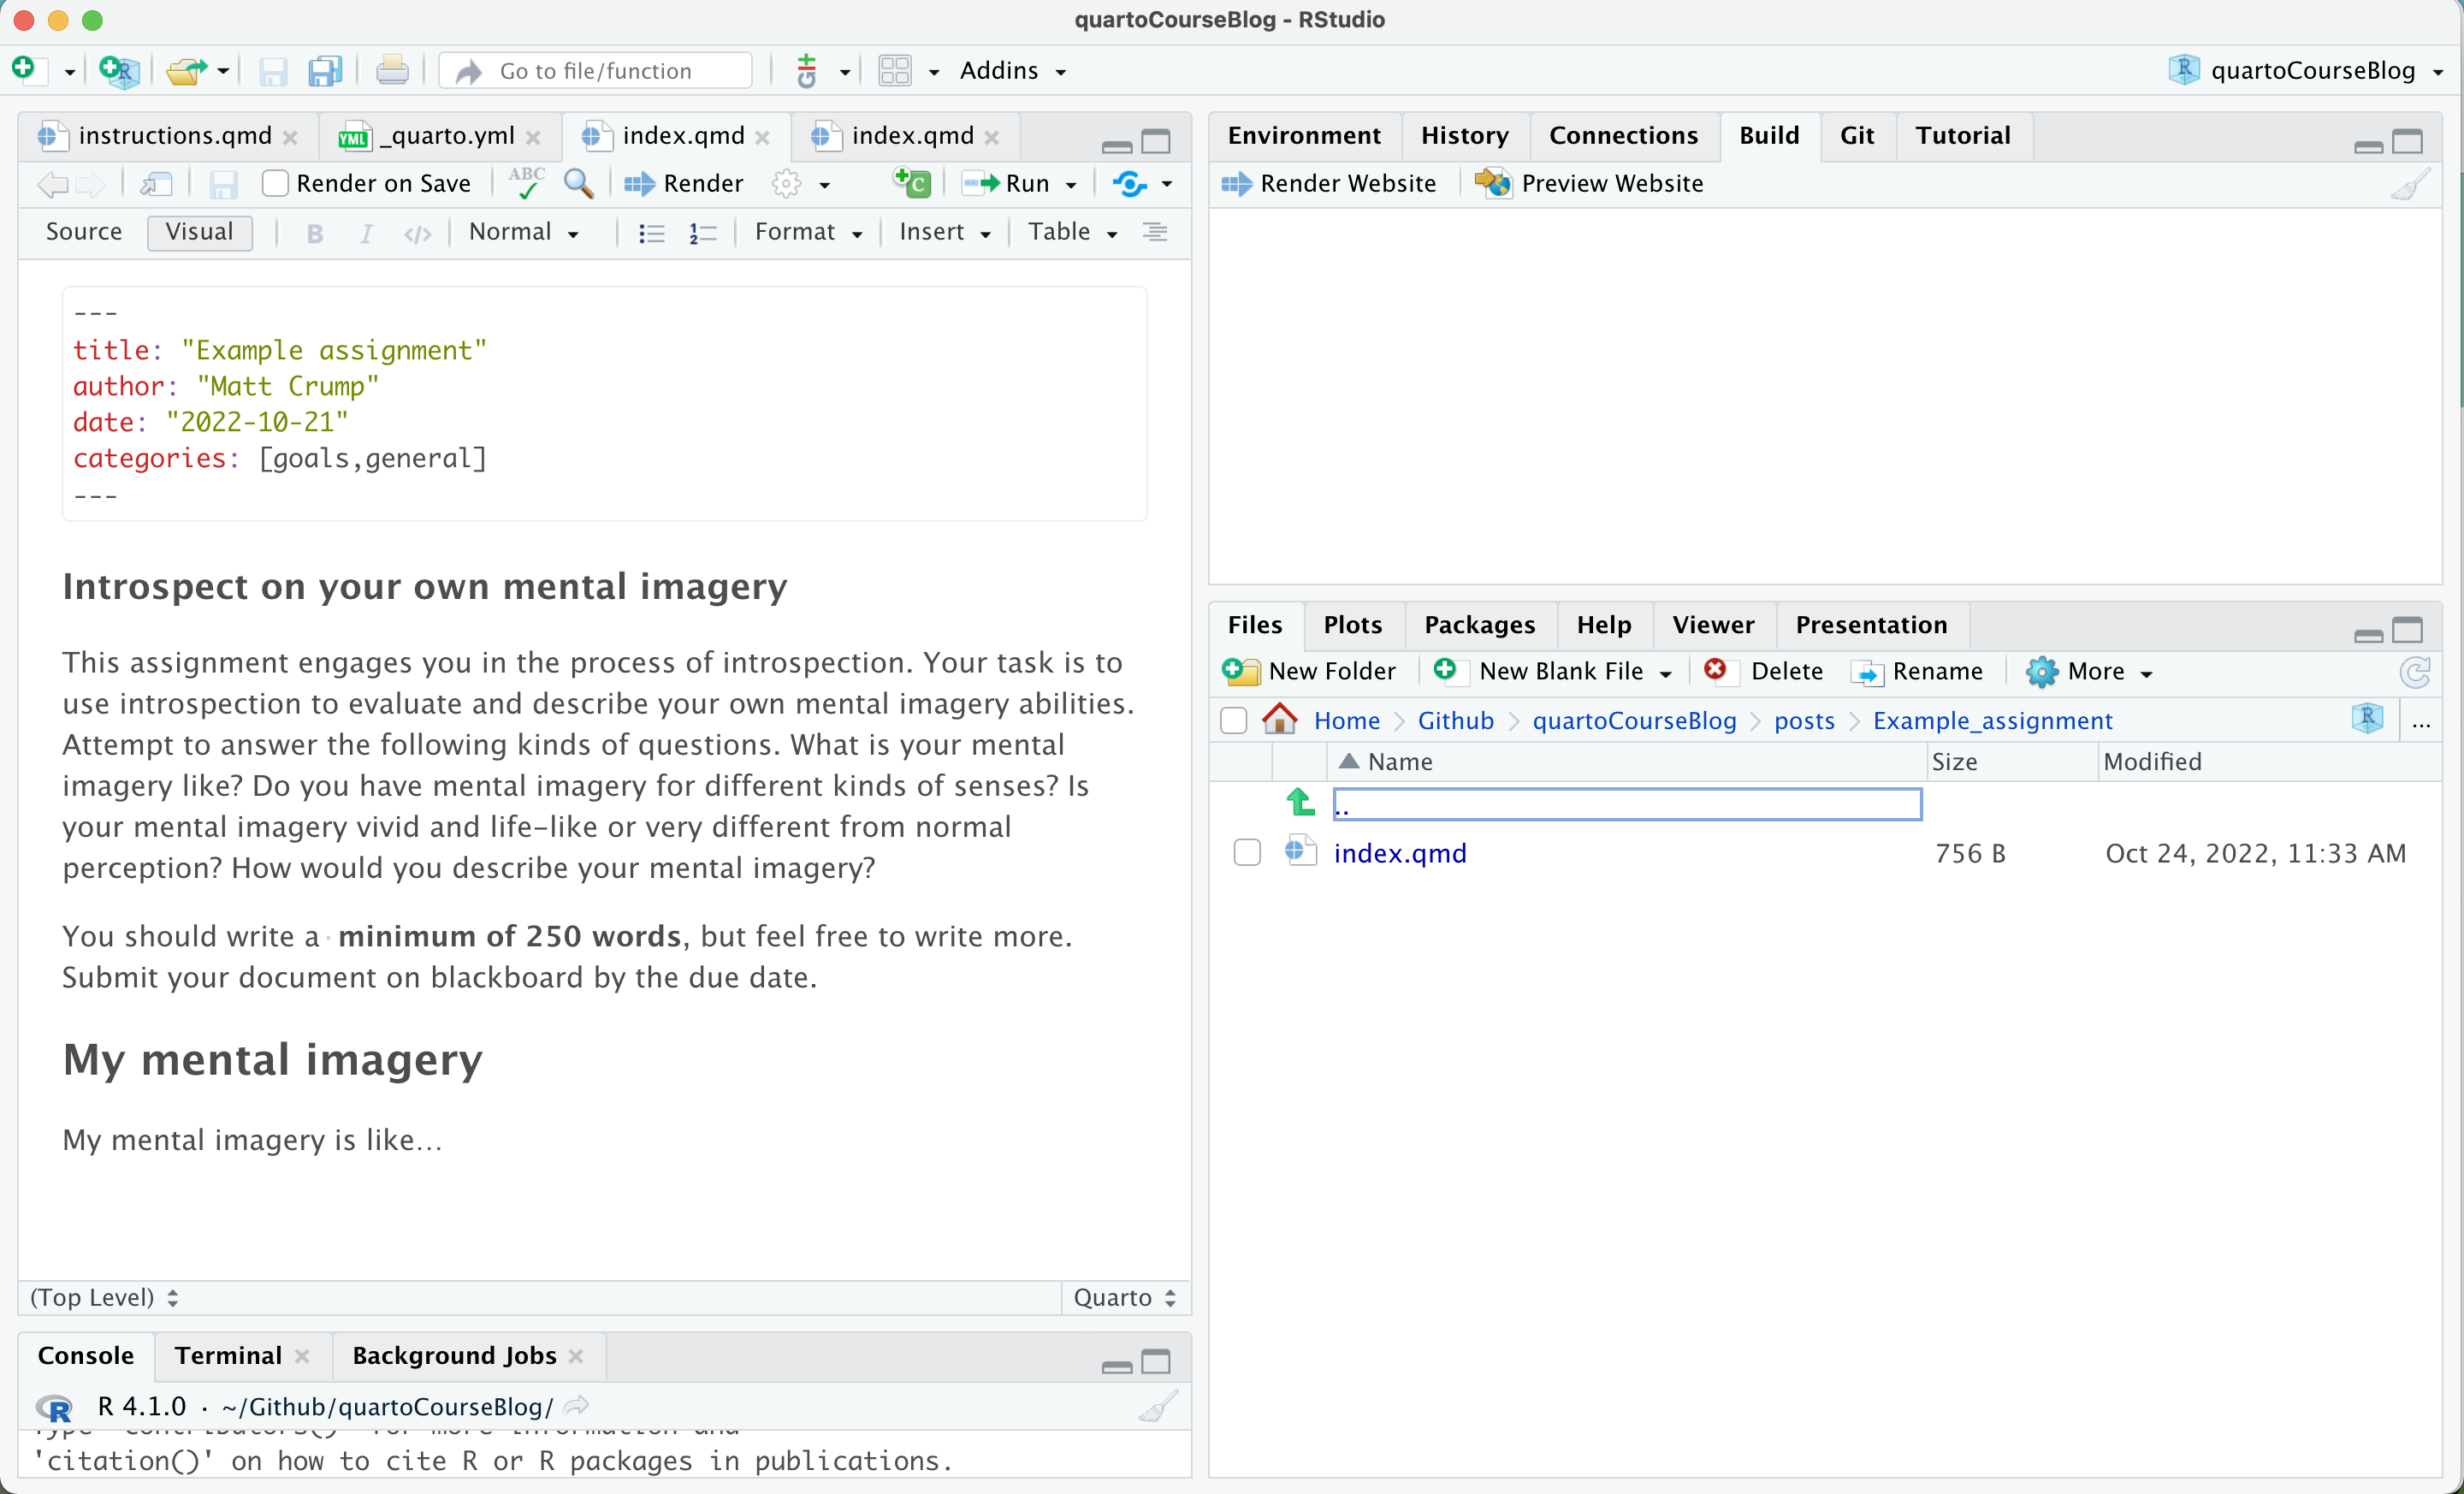 quartoCourseBlog - RStudio
Go to file/function
Addins
quartoCourseBlog
instructions.qmd
_quarto.yml
index.qmd
index.qmd
Render on Save
ABC
Render
Run
Source
Visual
B
I
</>
Normal
Format
Insert
Table
---
title: "Example assignment"
author: "Matt Crump"
date: "2022-10-21"
categories: [goals,general]
---
Introspect on your own mental imagery
This assignment engages you in the process of introspection. Your task is to
use introspection to evaluate and describe your own mental imagery abilities.
Attempt to answer the following kinds of questions. What is your mental
imagery like? Do you have mental imagery for different kinds of senses? Is
your mental imagery vivid and life-like or very different from normal
perception? How would you describe your mental imagery?
You should write a minimum of 250 words, but feel free to write more.
Submit your document on blackboard by the due date.
My mental imagery
My mental imagery is like...
(Top Level)
Quarto
Console
Terminal
Background Jobs
R 4.1.0 · ~/Github/quartoCourseBlog/
Type 'contributors()' for more information and
'citation()' on how to cite R or R packages in publications.
Environment
History
Connections
Build
Git
Tutorial
Render Website
Preview Website
Files
Plots
Packages
Help
Viewer
Presentation
New Folder
New Blank File
Delete
Rename
More
Home
Github
quartoCourseBlog
posts
Example_assignment
...
Name
Size
Modified
..
index.qmd
756 B
Oct 24, 2022, 11:33 AM